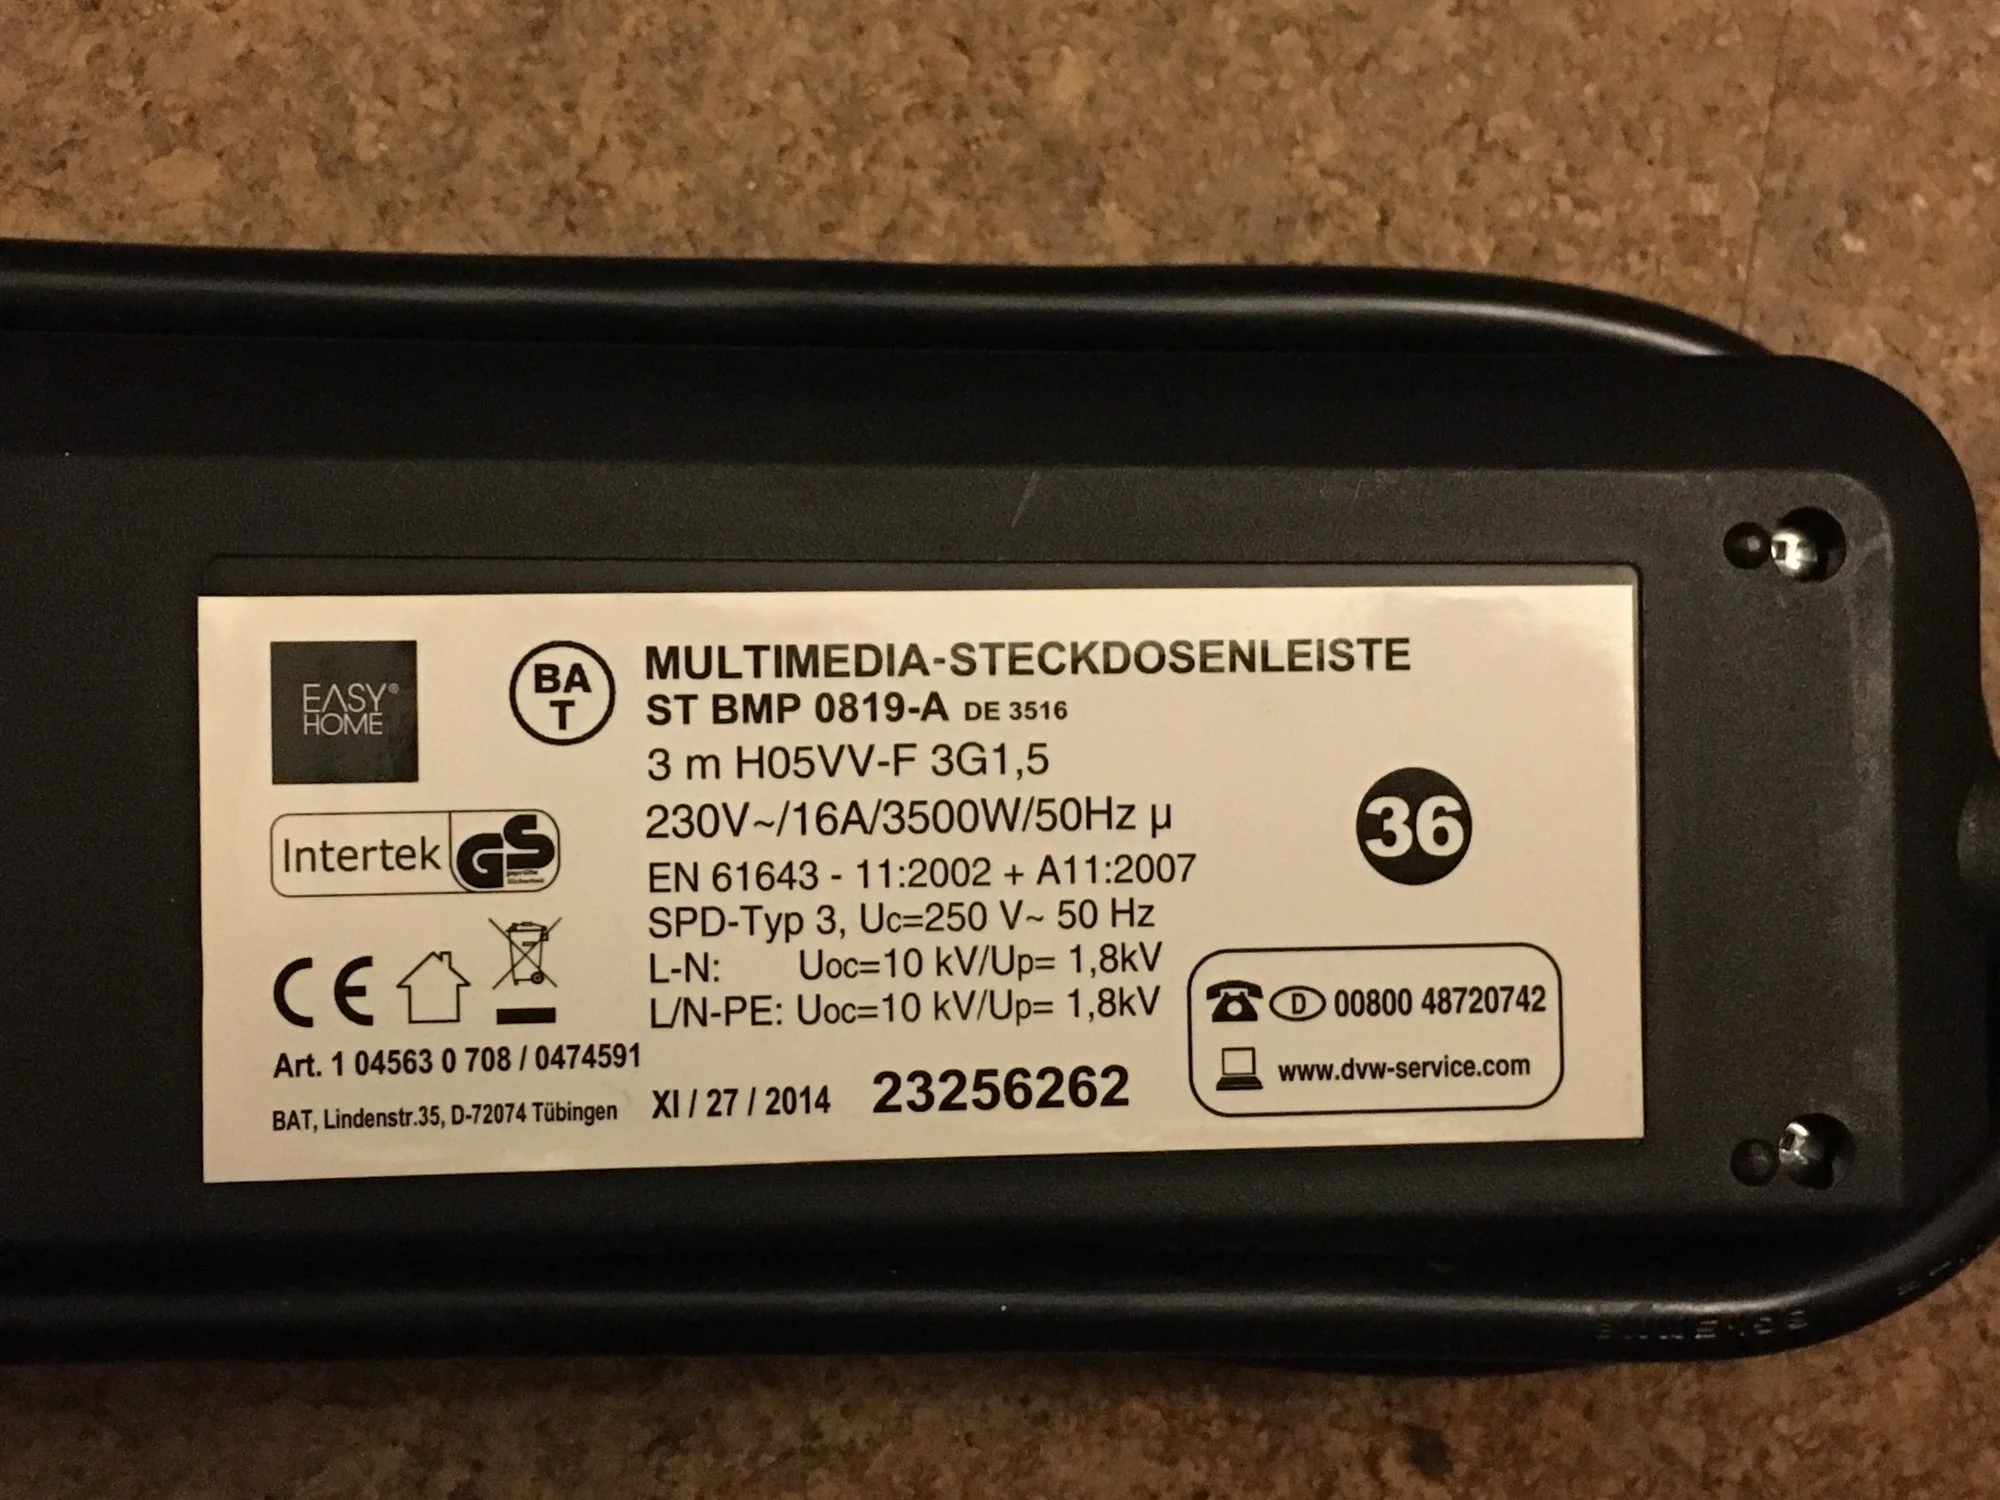 EASY®
HOME
BA
T
MULTIMEDIA-STECKDOSENLEISTE
ST BMP 0819-A DE 3516
3 m H05VV-F 3G1,5
230V~/16A/3500W/50Hz µ
EN 61643 - 11:2002 + A11:2007
SPD-Typ 3, Uc=250 V~ 50 Hz
L-N: Uoc=10 kV/Up= 1,8kV
L/N-PE: Uoc=10 kV/Up= 1,8kV
36
Intertek GS
geprüfte
Sicherheit
CE
Art. 1 04563 0 708 / 0474591
BAT, Lindenstr.35, D-72074 Tübingen
XI / 27 / 2014
23256262
D 00800 48720742
www.dvw-service.com